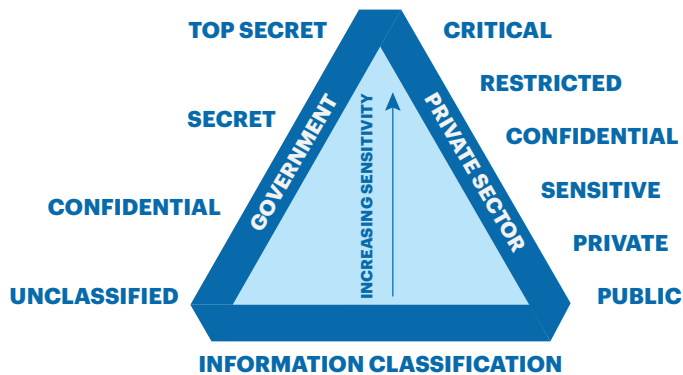 TOP SECRET
CRITICAL
RESTRICTED
SECRET
CONFIDENTIAL
SENSITIVE
CONFIDENTIAL
PRIVATE
UNCLASSIFIED
PUBLIC
GOVERNMENT
INCREASING SENSITIVITY
PRIVATE SECTOR
INFORMATION CLASSIFICATION